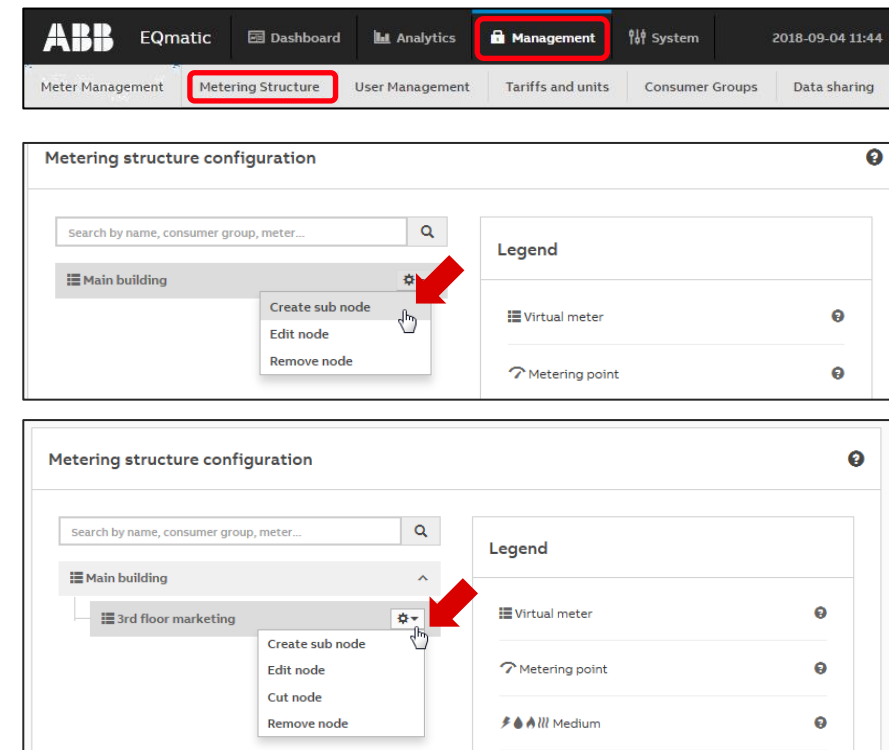 ABB EQmatic Dashboard Analytics Management System 2018-09-04 11:44
Meter Management Metering Structure User Management Tariffs and units Consumer Groups Data sharing
Metering structure configuration
Search by name, consumer group, meter...
Main building
Create sub node
Edit node
Remove node
Legend
Virtual meter
Metering point
Metering structure configuration
Search by name, consumer group, meter...
Main building
3rd floor marketing
Create sub node
Edit node
Cut node
Remove node
Legend
Virtual meter
Metering point
Medium